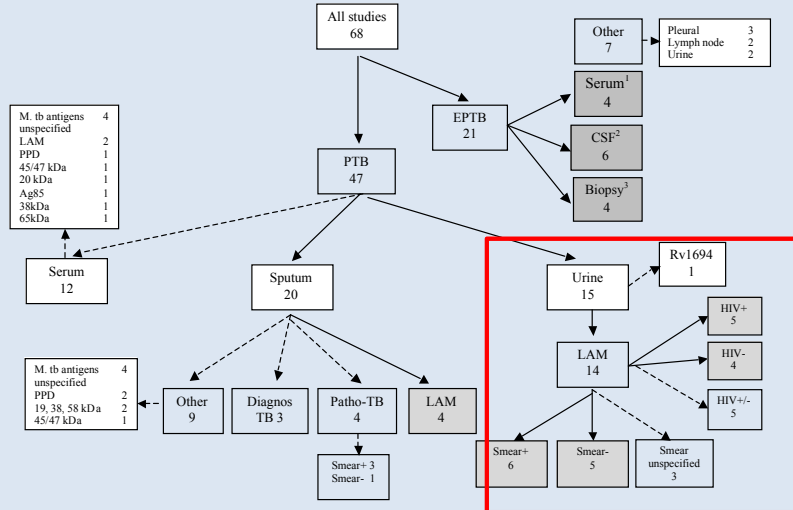 All studies
68
Other
7
Pleural 3
Lymph node 2
Urine 2
Serum¹
4
EPTB
21
CSF²
6
Biopsy³
4
M. tb antigens 4
unspecified
LAM 2
PPD 1
45/47 kDa 1
20 kDa 1
Ag85 1
38kDa 1
65kDa 1
PTB
47
Serum
12
Sputum
20
Urine
15
Rv1694
1
LAM
14
HIV+
5
HIV-
4
HIV+/-
5
M. tb antigens 4
unspecified
PPD 2
19, 38, 58 kDa 2
45/47 kDa 1
Other
9
Diagnos
TB 3
Patho-TB
4
LAM
4
Smear+ 3
Smear- 1
Smear+
6
Smear-
5
Smear
unspecified
3